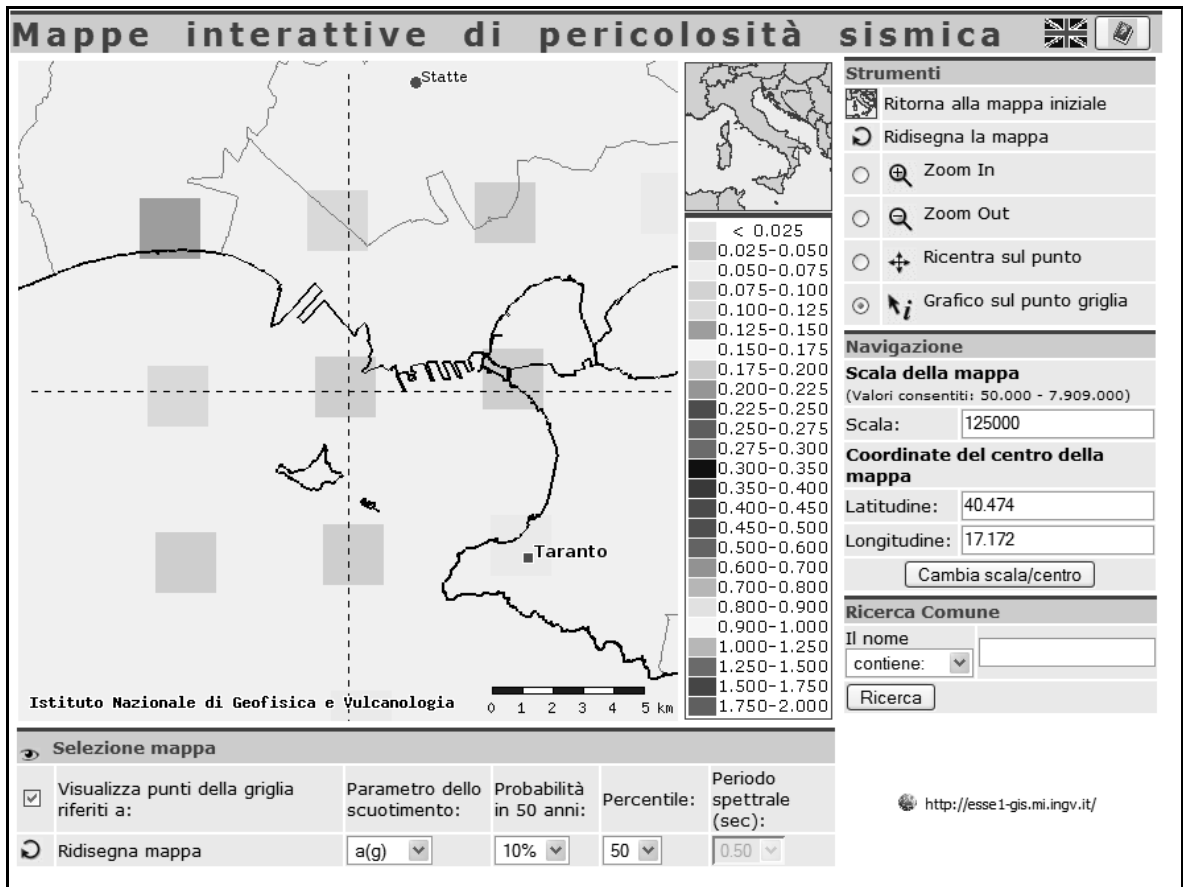 Mappe interattive di pericolosità sismica
Statte
Taranto
Istituto Nazionale di Geofisica e Vulcanologia
0 1 2 3 4 5 km
< 0.025
0.025-0.050
0.050-0.075
0.075-0.100
0.100-0.125
0.125-0.150
0.150-0.175
0.175-0.200
0.200-0.225
0.225-0.250
0.250-0.275
0.275-0.300
0.300-0.350
0.350-0.400
0.400-0.450
0.450-0.500
0.500-0.600
0.600-0.700
0.700-0.800
0.800-0.900
0.900-1.000
1.000-1.250
1.250-1.500
1.500-1.750
1.750-2.000
Strumenti
Ritorna alla mappa iniziale
Ridisegna la mappa
Zoom In
Zoom Out
Ricentra sul punto
Grafico sul punto griglia
Navigazione
Scala della mappa
(Valori consentiti: 50.000 - 7.909.000)
Scala: 125000
Coordinate del centro della
mappa
Latitudine: 40.474
Longitudine: 17.172
Cambia scala/centro
Ricerca Comune
Il nome
contiene:
Ricerca
Selezione mappa
Visualizza punti della griglia
riferiti a:
Parametro dello
scuotimento:
Probabilità
in 50 anni:
Percentile:
Periodo
spettrale
(sec):
Ridisegna mappa
a(g)
10%
50
0.50
http://esse1-gis.mi.ingv.it/